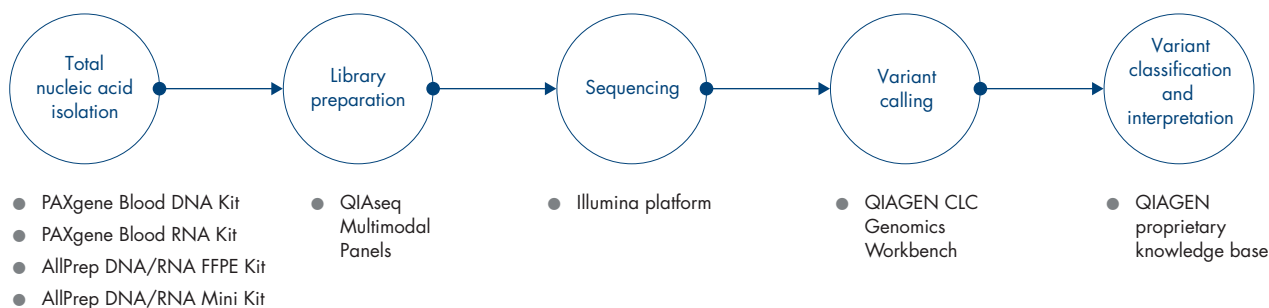 Total
nucleic acid
isolation
Library
preparation
Sequencing
Variant
calling
Variant
classification
and
interpretation
PAXgene Blood DNA Kit
PAXgene Blood RNA Kit
AllPrep DNA/RNA FFPE Kit
AllPrep DNA/RNA Mini Kit
QIAseq
Multimodal
Panels
Illumina platform
QIAGEN CLC
Genomics
Workbench
QIAGEN
proprietary
knowledge base